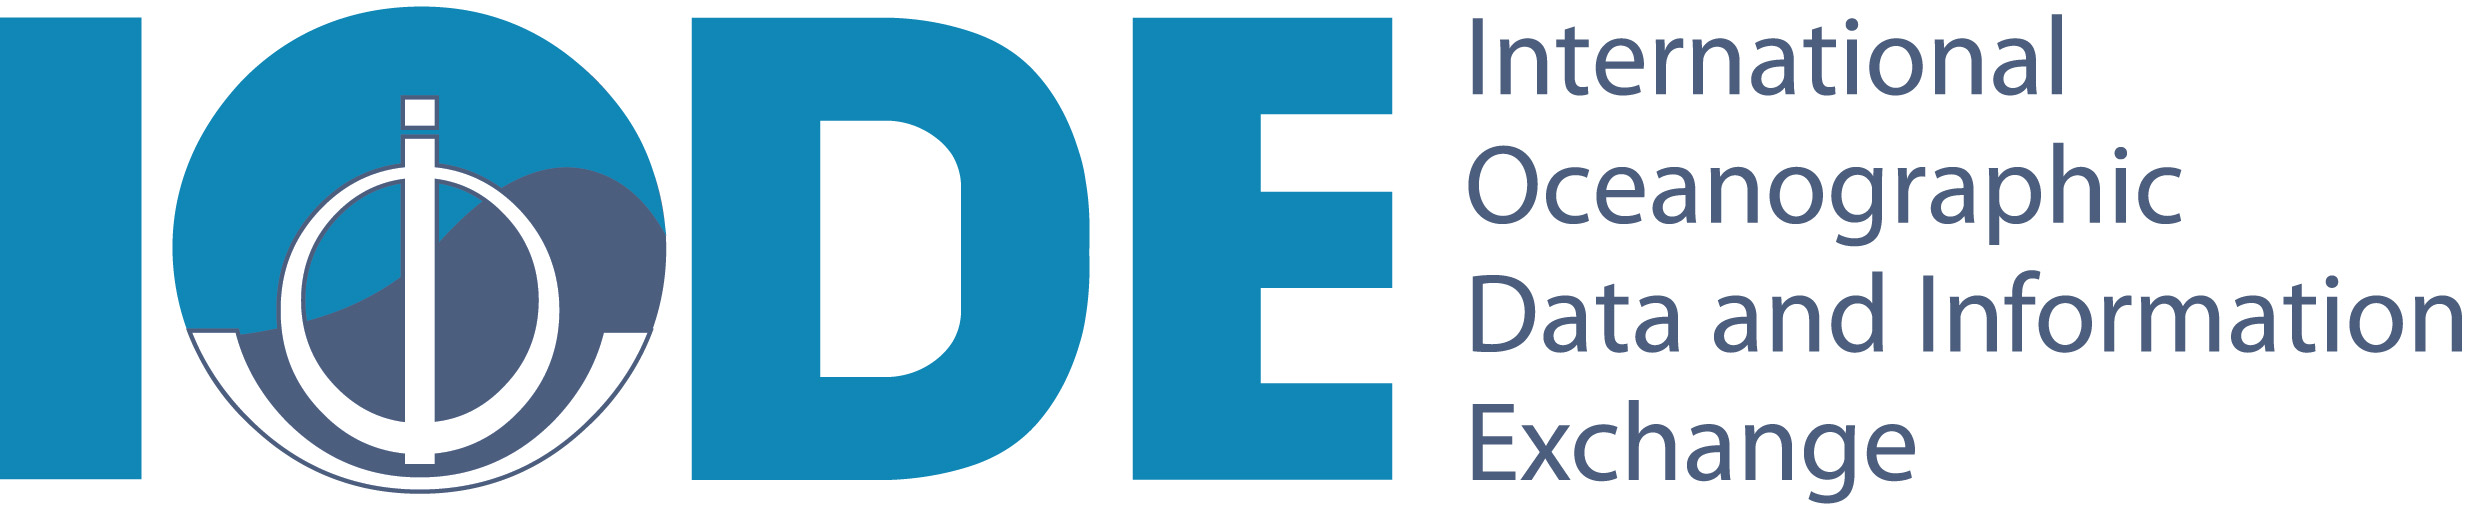 IODE
International
Oceanographic
Data and Information
Exchange